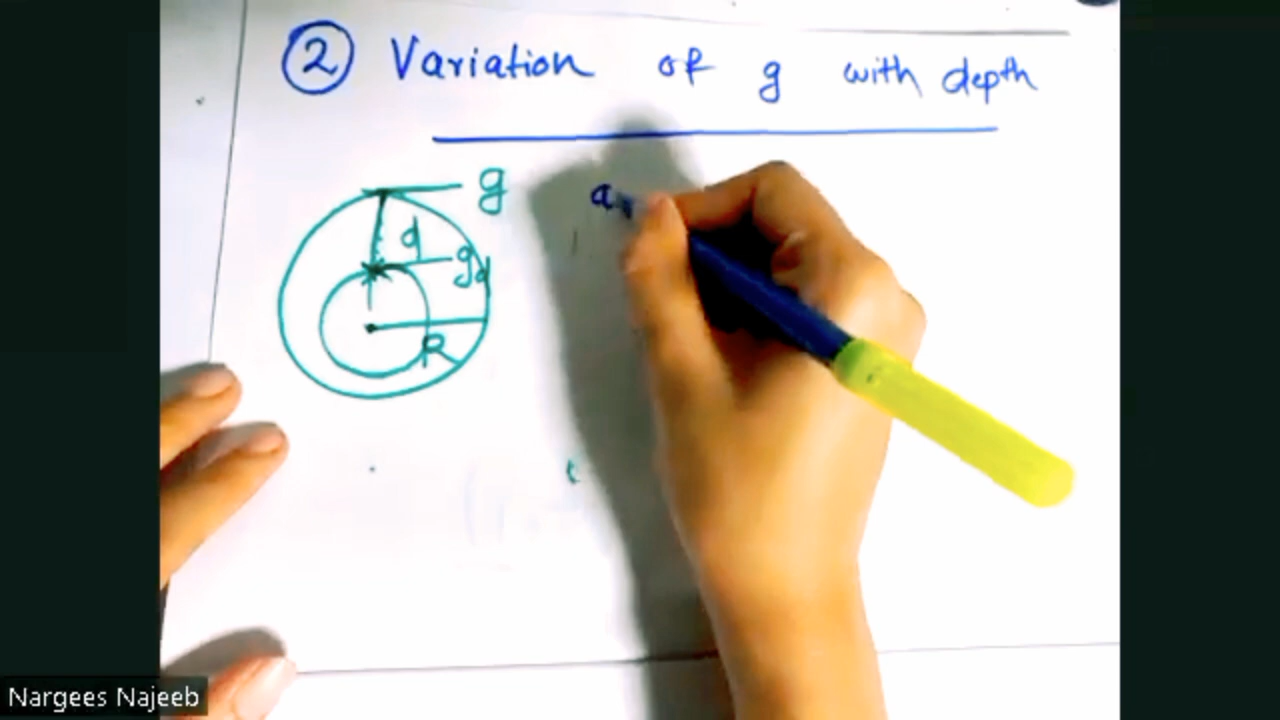 ② Variation of g with depth
g
a
d
gd
R
Nargees Najeeb